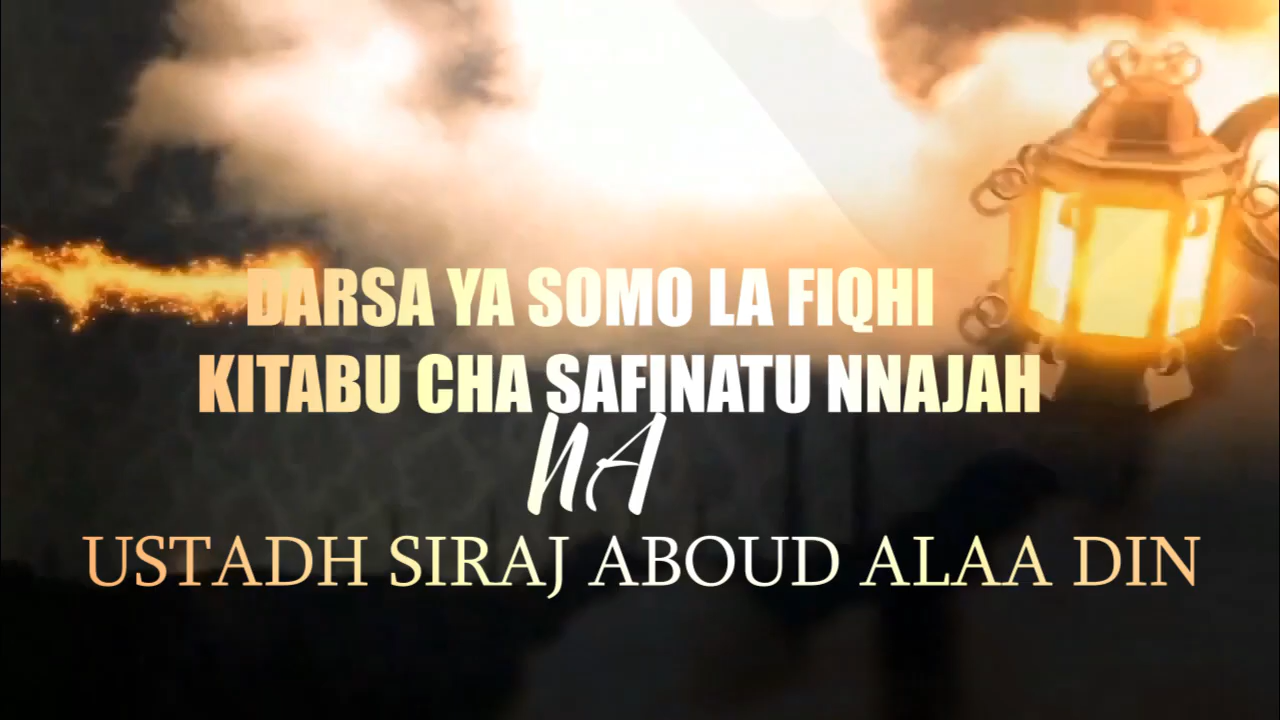 DARSA YA SOMO LA FIQHI
KITABU CHA SAFINATU NNAJAH
NA
USTADH SIRAJ ABOUD ALAA DIN